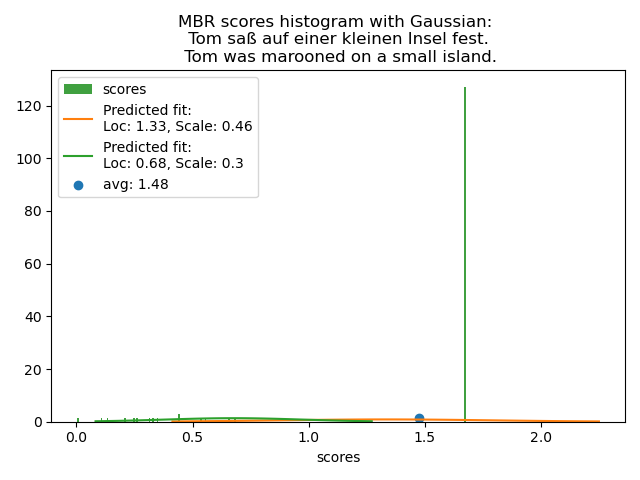 MBR scores histogram with Gaussian:
Tom saß auf einer kleinen Insel fest.
Tom was marooned on a small island.
scores
Predicted fit:
Loc: 1.33, Scale: 0.46
Predicted fit:
Loc: 0.68, Scale: 0.3
avg: 1.48
120
100
80
60
40
20
0
0.0 0.5 1.0 1.5 2.0
scores